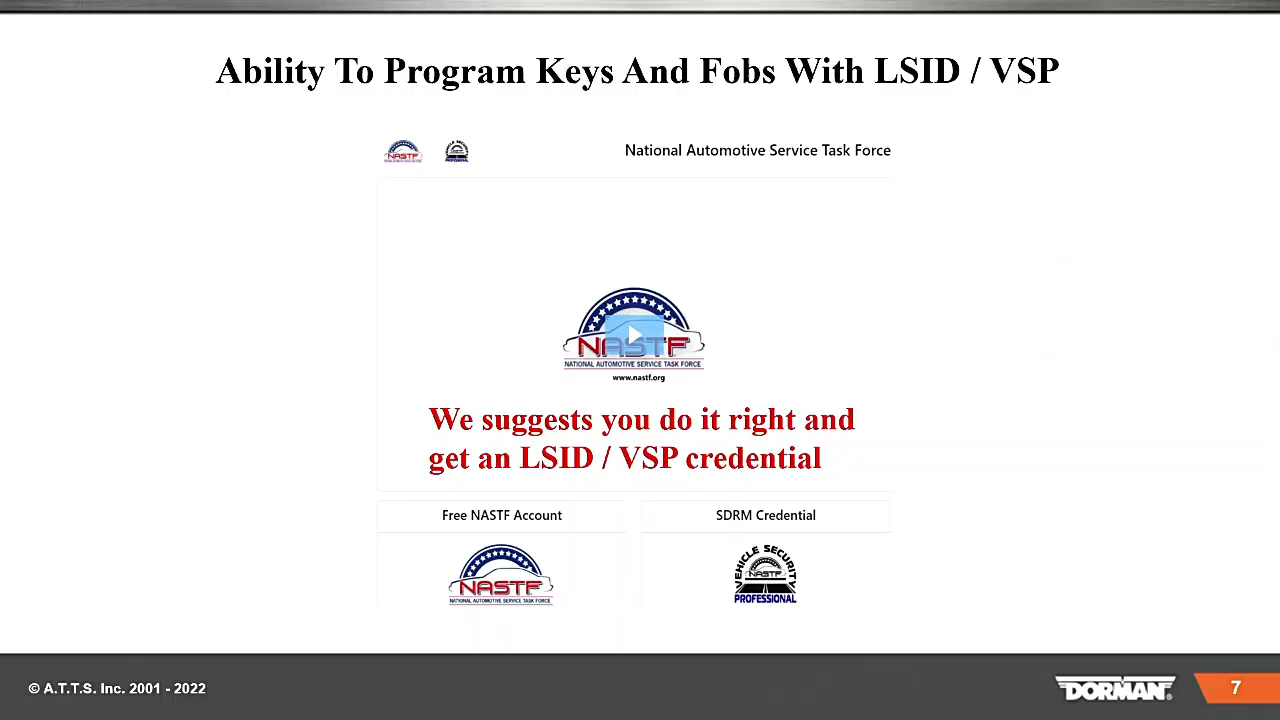 Ability To Program Keys And Fobs With LSID / VSP
NASTF
National Automotive Service Task Force
NASTF
NATIONAL AUTOMOTIVE SERVICE TASK FORCE
www.nastf.org
We suggests you do it right and
get an LSID / VSP credential
Free NASTF Account
SDRM Credential
NASTF
NATIONAL AUTOMOTIVE SERVICE TASK FORCE
VEHICLE SECURITY
NASTF
PROFESSIONAL
© A.T.T.S. Inc. 2001 - 2022
DORMAN®
7